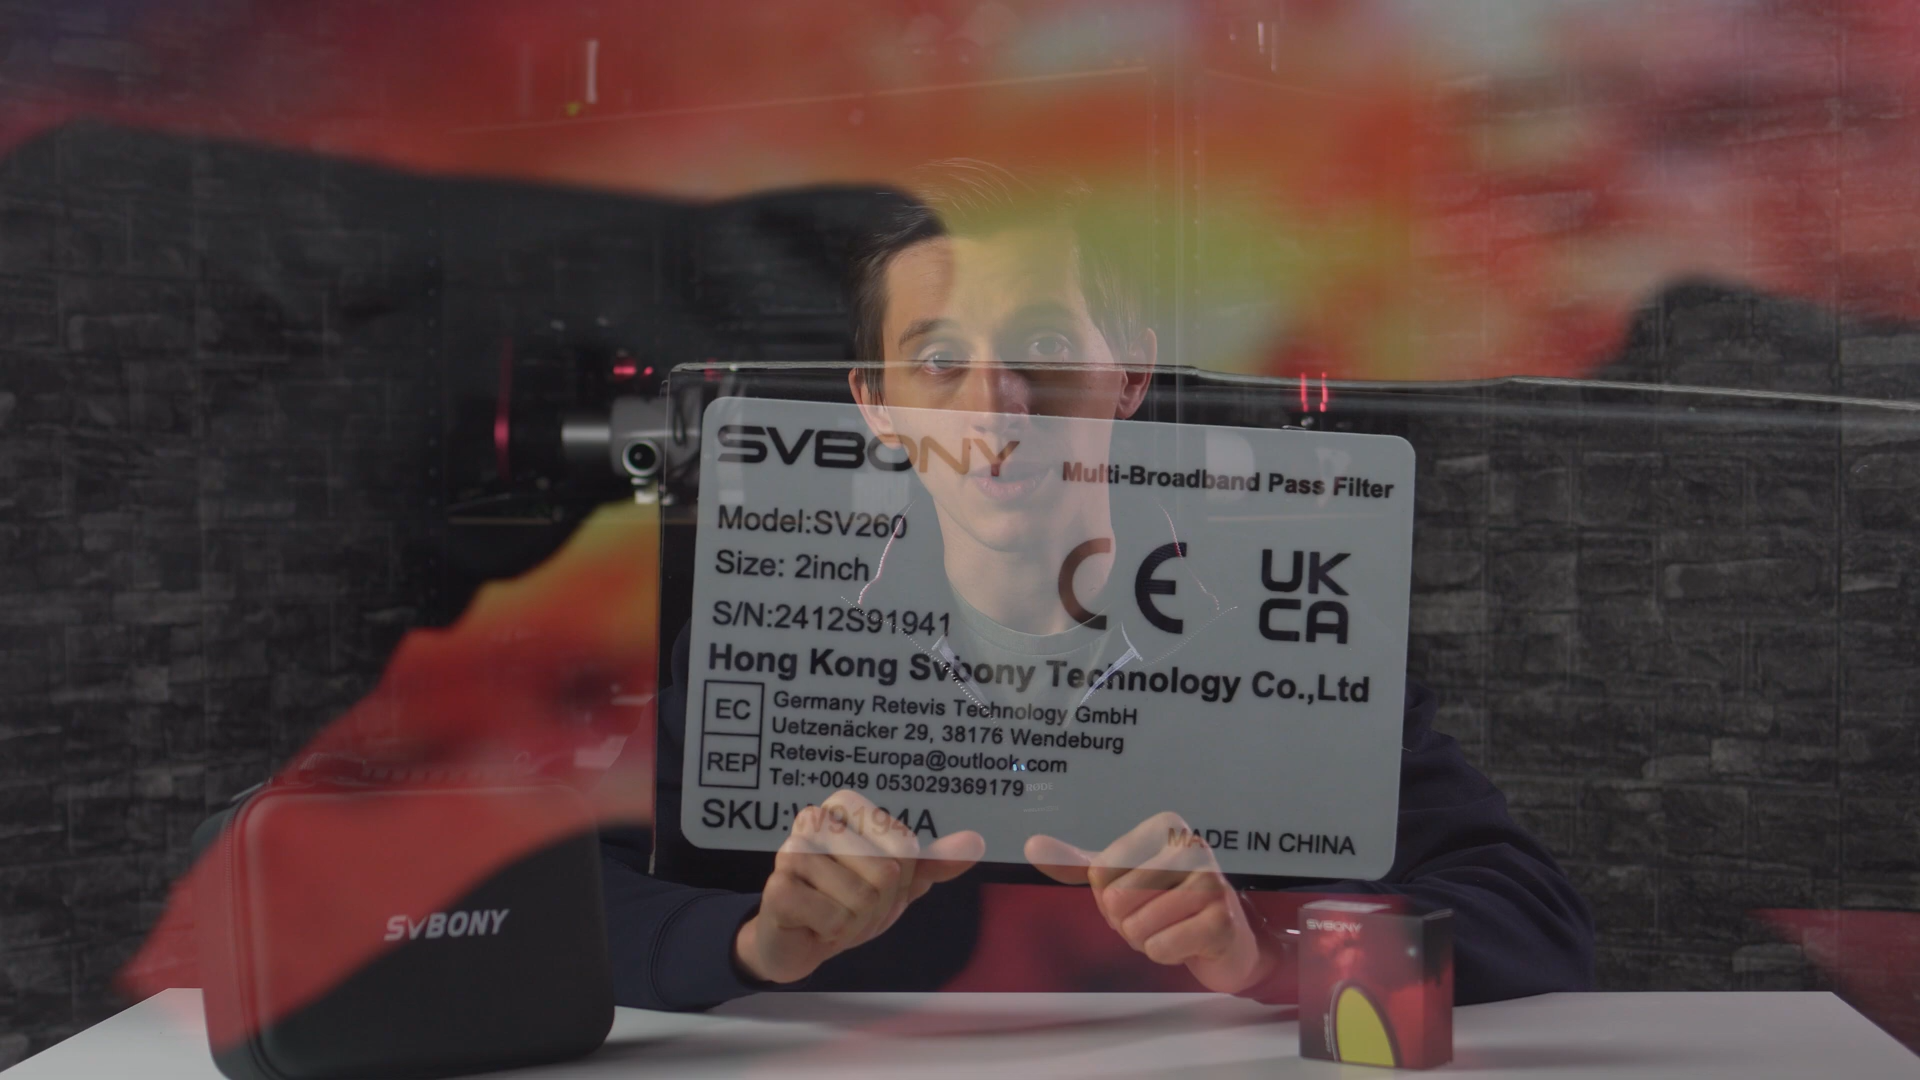 SVBONY
Multi-Broadband Pass Filter
Model:SV260
Size: 2inch
S/N:2412S91941
CE
UK
CA
Hong Kong Svbony Technology Co.,Ltd
EC
REP
Germany Retevis Technology GmbH
Uetzenäcker 29, 38176 Wendeburg
Retevis-Europa@outlook.com
Tel:+0049 053029369179
SKU:W9194A
MADE IN CHINA
RODE
SVBONY
SVBONY